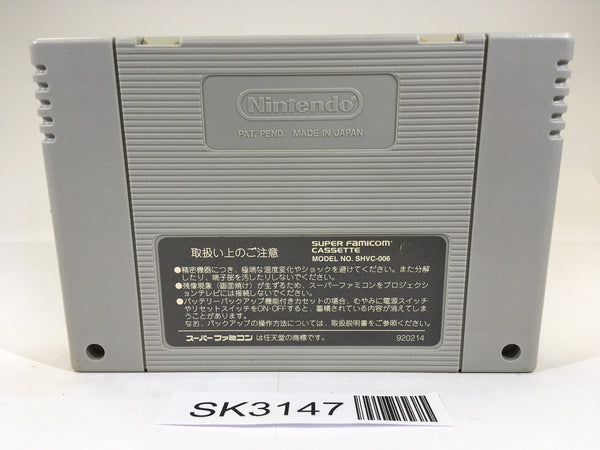 Nintendo
PAT. PEND. MADE IN JAPAN
取扱い上のご注意
SUPER FAMICOM
CASSETTE
MODEL NO. SHVC-006
●精密機器につき、極端な温度変化やショックを避けてください。また分解
したり、端子部を汚したりしないでください。
●残像現象(画面焼け)が生ずるため、スーパーファミコンをプロジェクシ
ョンテレビには接続しないでください。
●バッテリーバックアップ機能付きカセットの場合、むやみに電源スイッチ
やリセットスイッチをON・OFFすると、蓄積されている内容が消えてしま
うことがあります。
なお、バックアップの操作方法については、取扱説明書をご参照ください。
スーパーファミコン は任天堂の商標です。
920214
SK3147